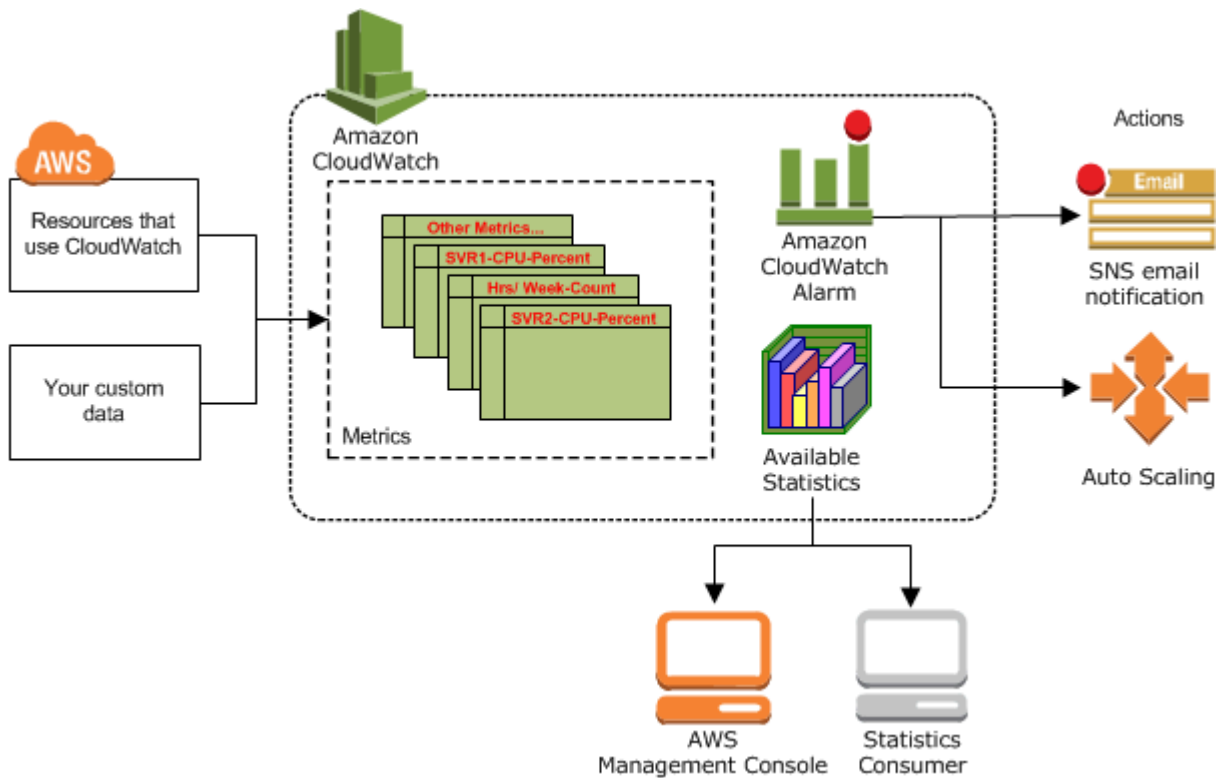 Amazon
CloudWatch
AWS
Resources that
use CloudWatch
Your custom
data
Other Metrics...
SVR1-CPU-Percent
Hrs/ Week-Count
SVR2-CPU-Percent
Metrics
Amazon
CloudWatch
Alarm
Available
Statistics
Actions
Email
SNS email
notification
Auto Scaling
AWS
Management Console
Statistics
Consumer